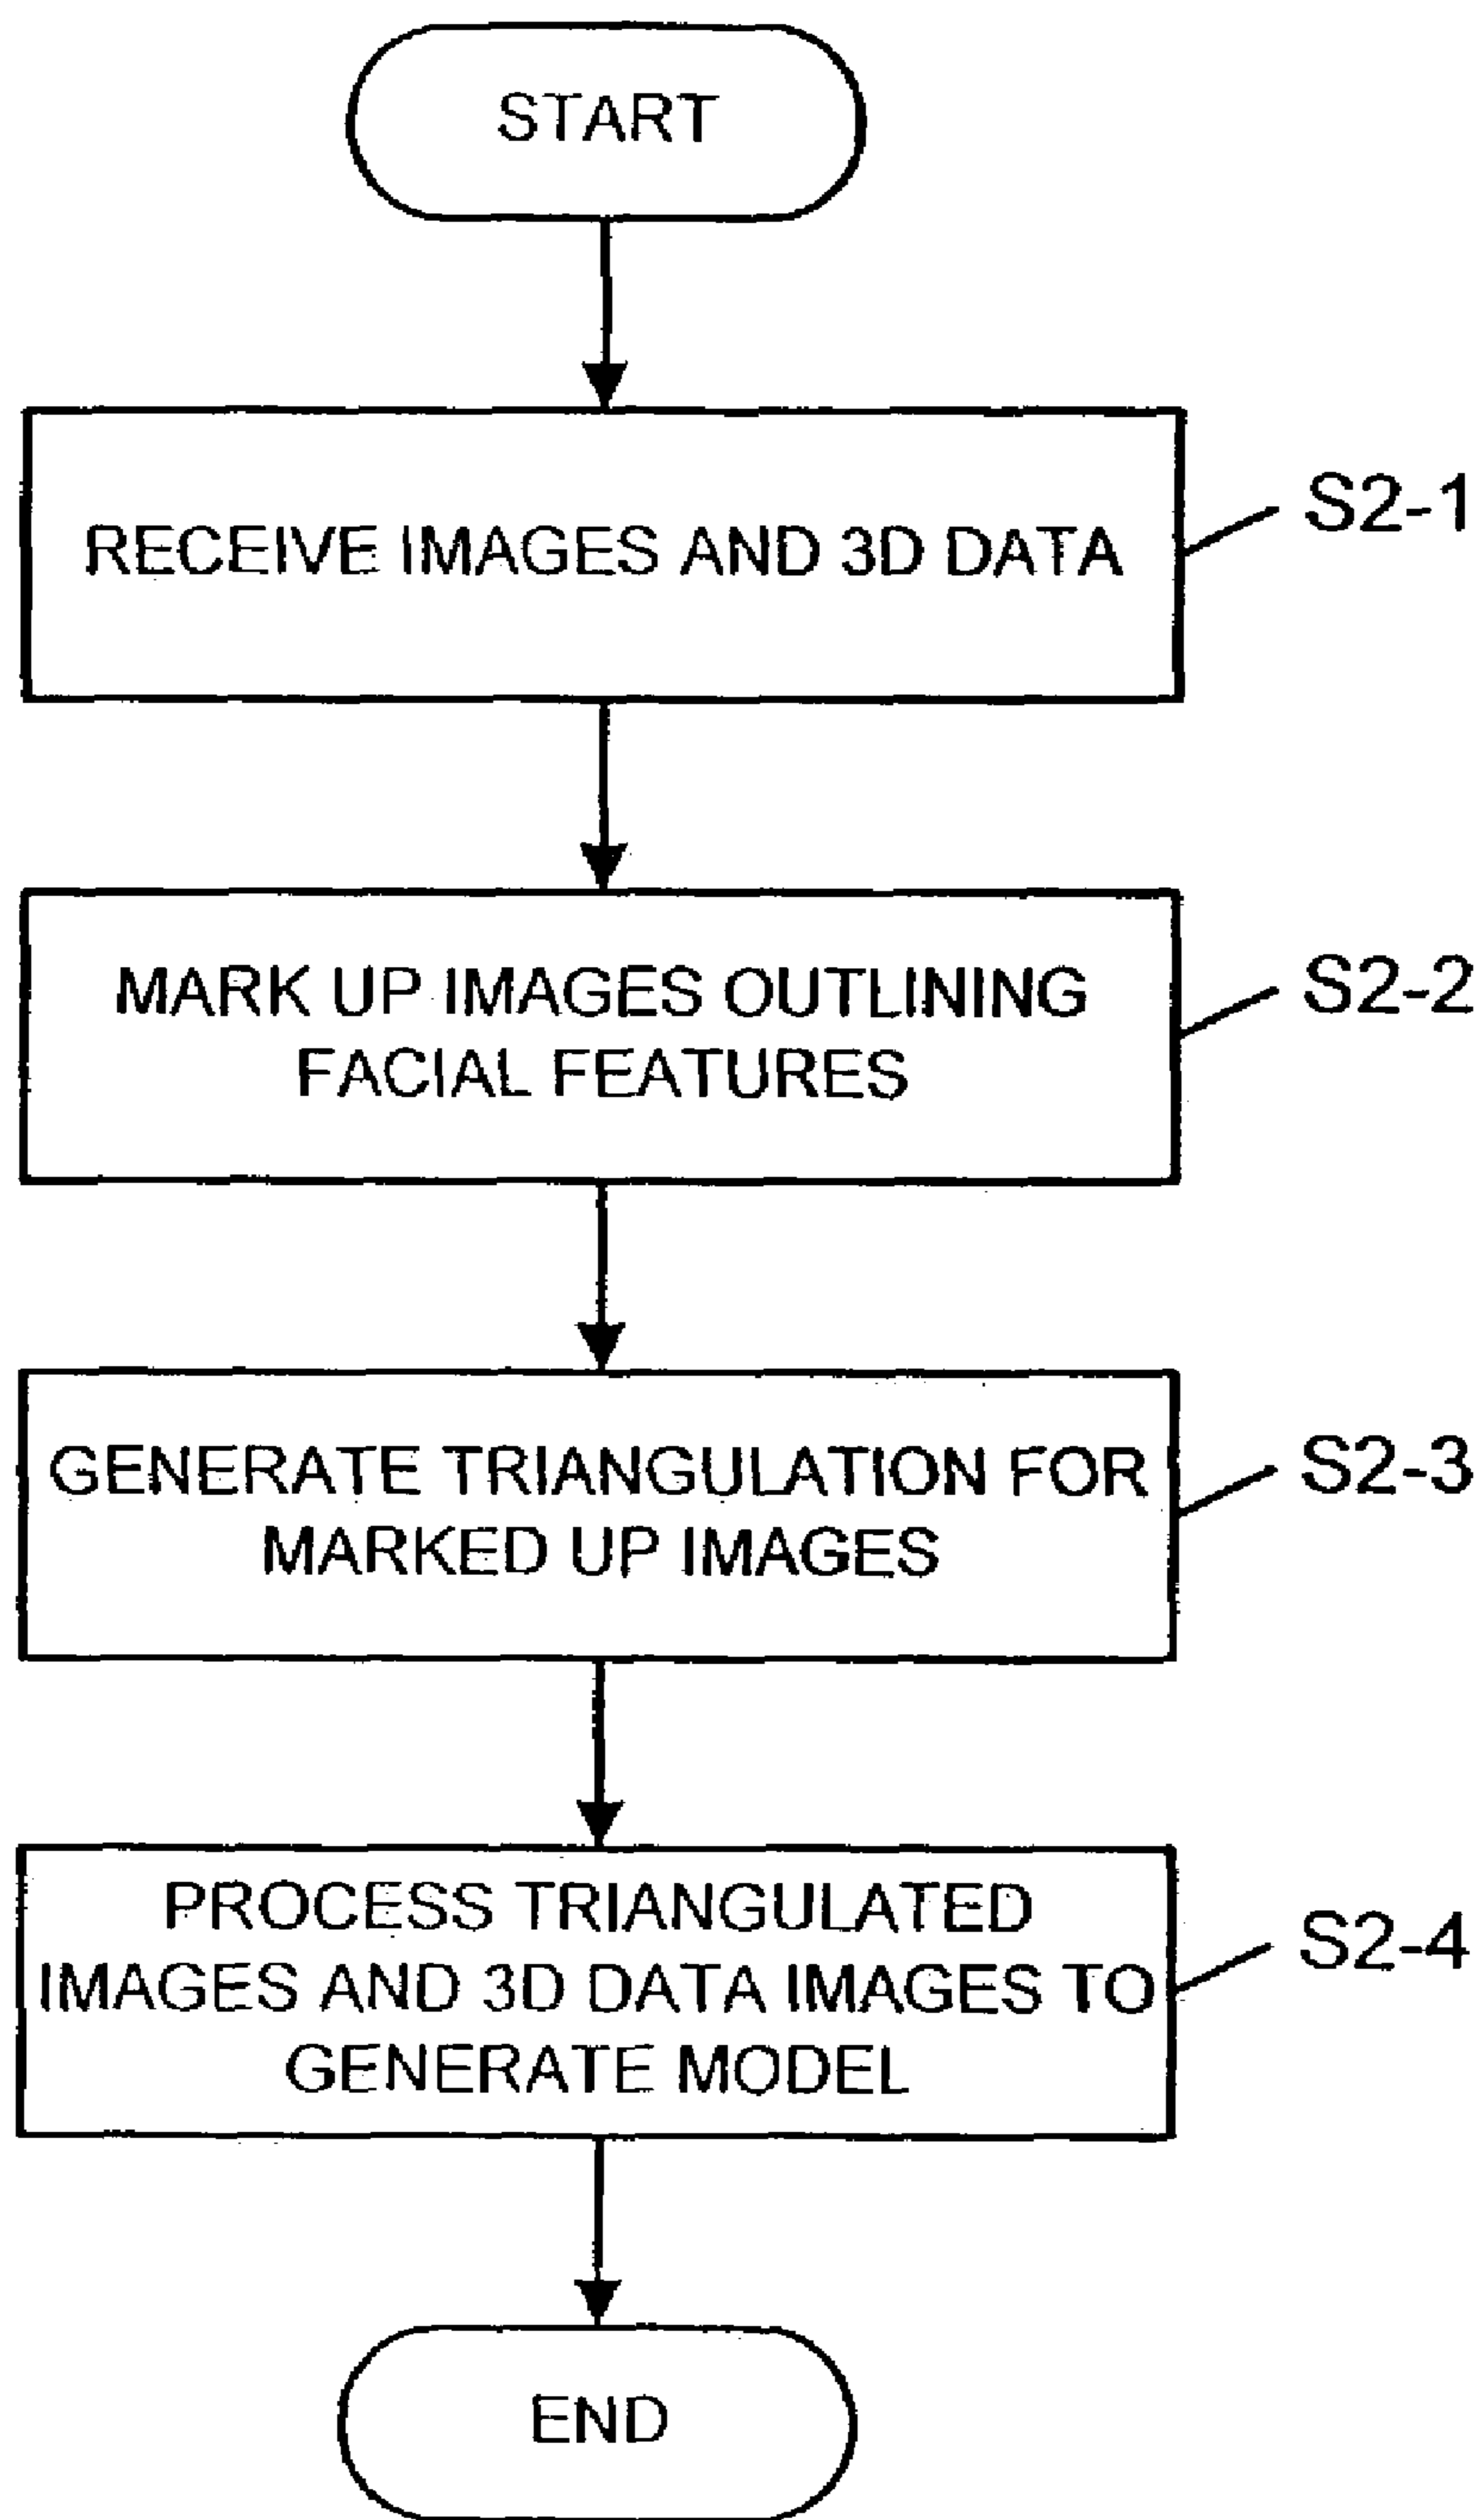 START
RECEIVE IMAGES AND 3D DATA
S2-1
MARK UP IMAGES OUTLINING
FACIAL FEATURES
S2-2
GENERATE TRIANGULATION FOR
MARKED UP IMAGES
S2-3
PROCESS TRIANGULATED
IMAGES AND 3D DATA IMAGES TO
GENERATE MODEL
S2-4
END